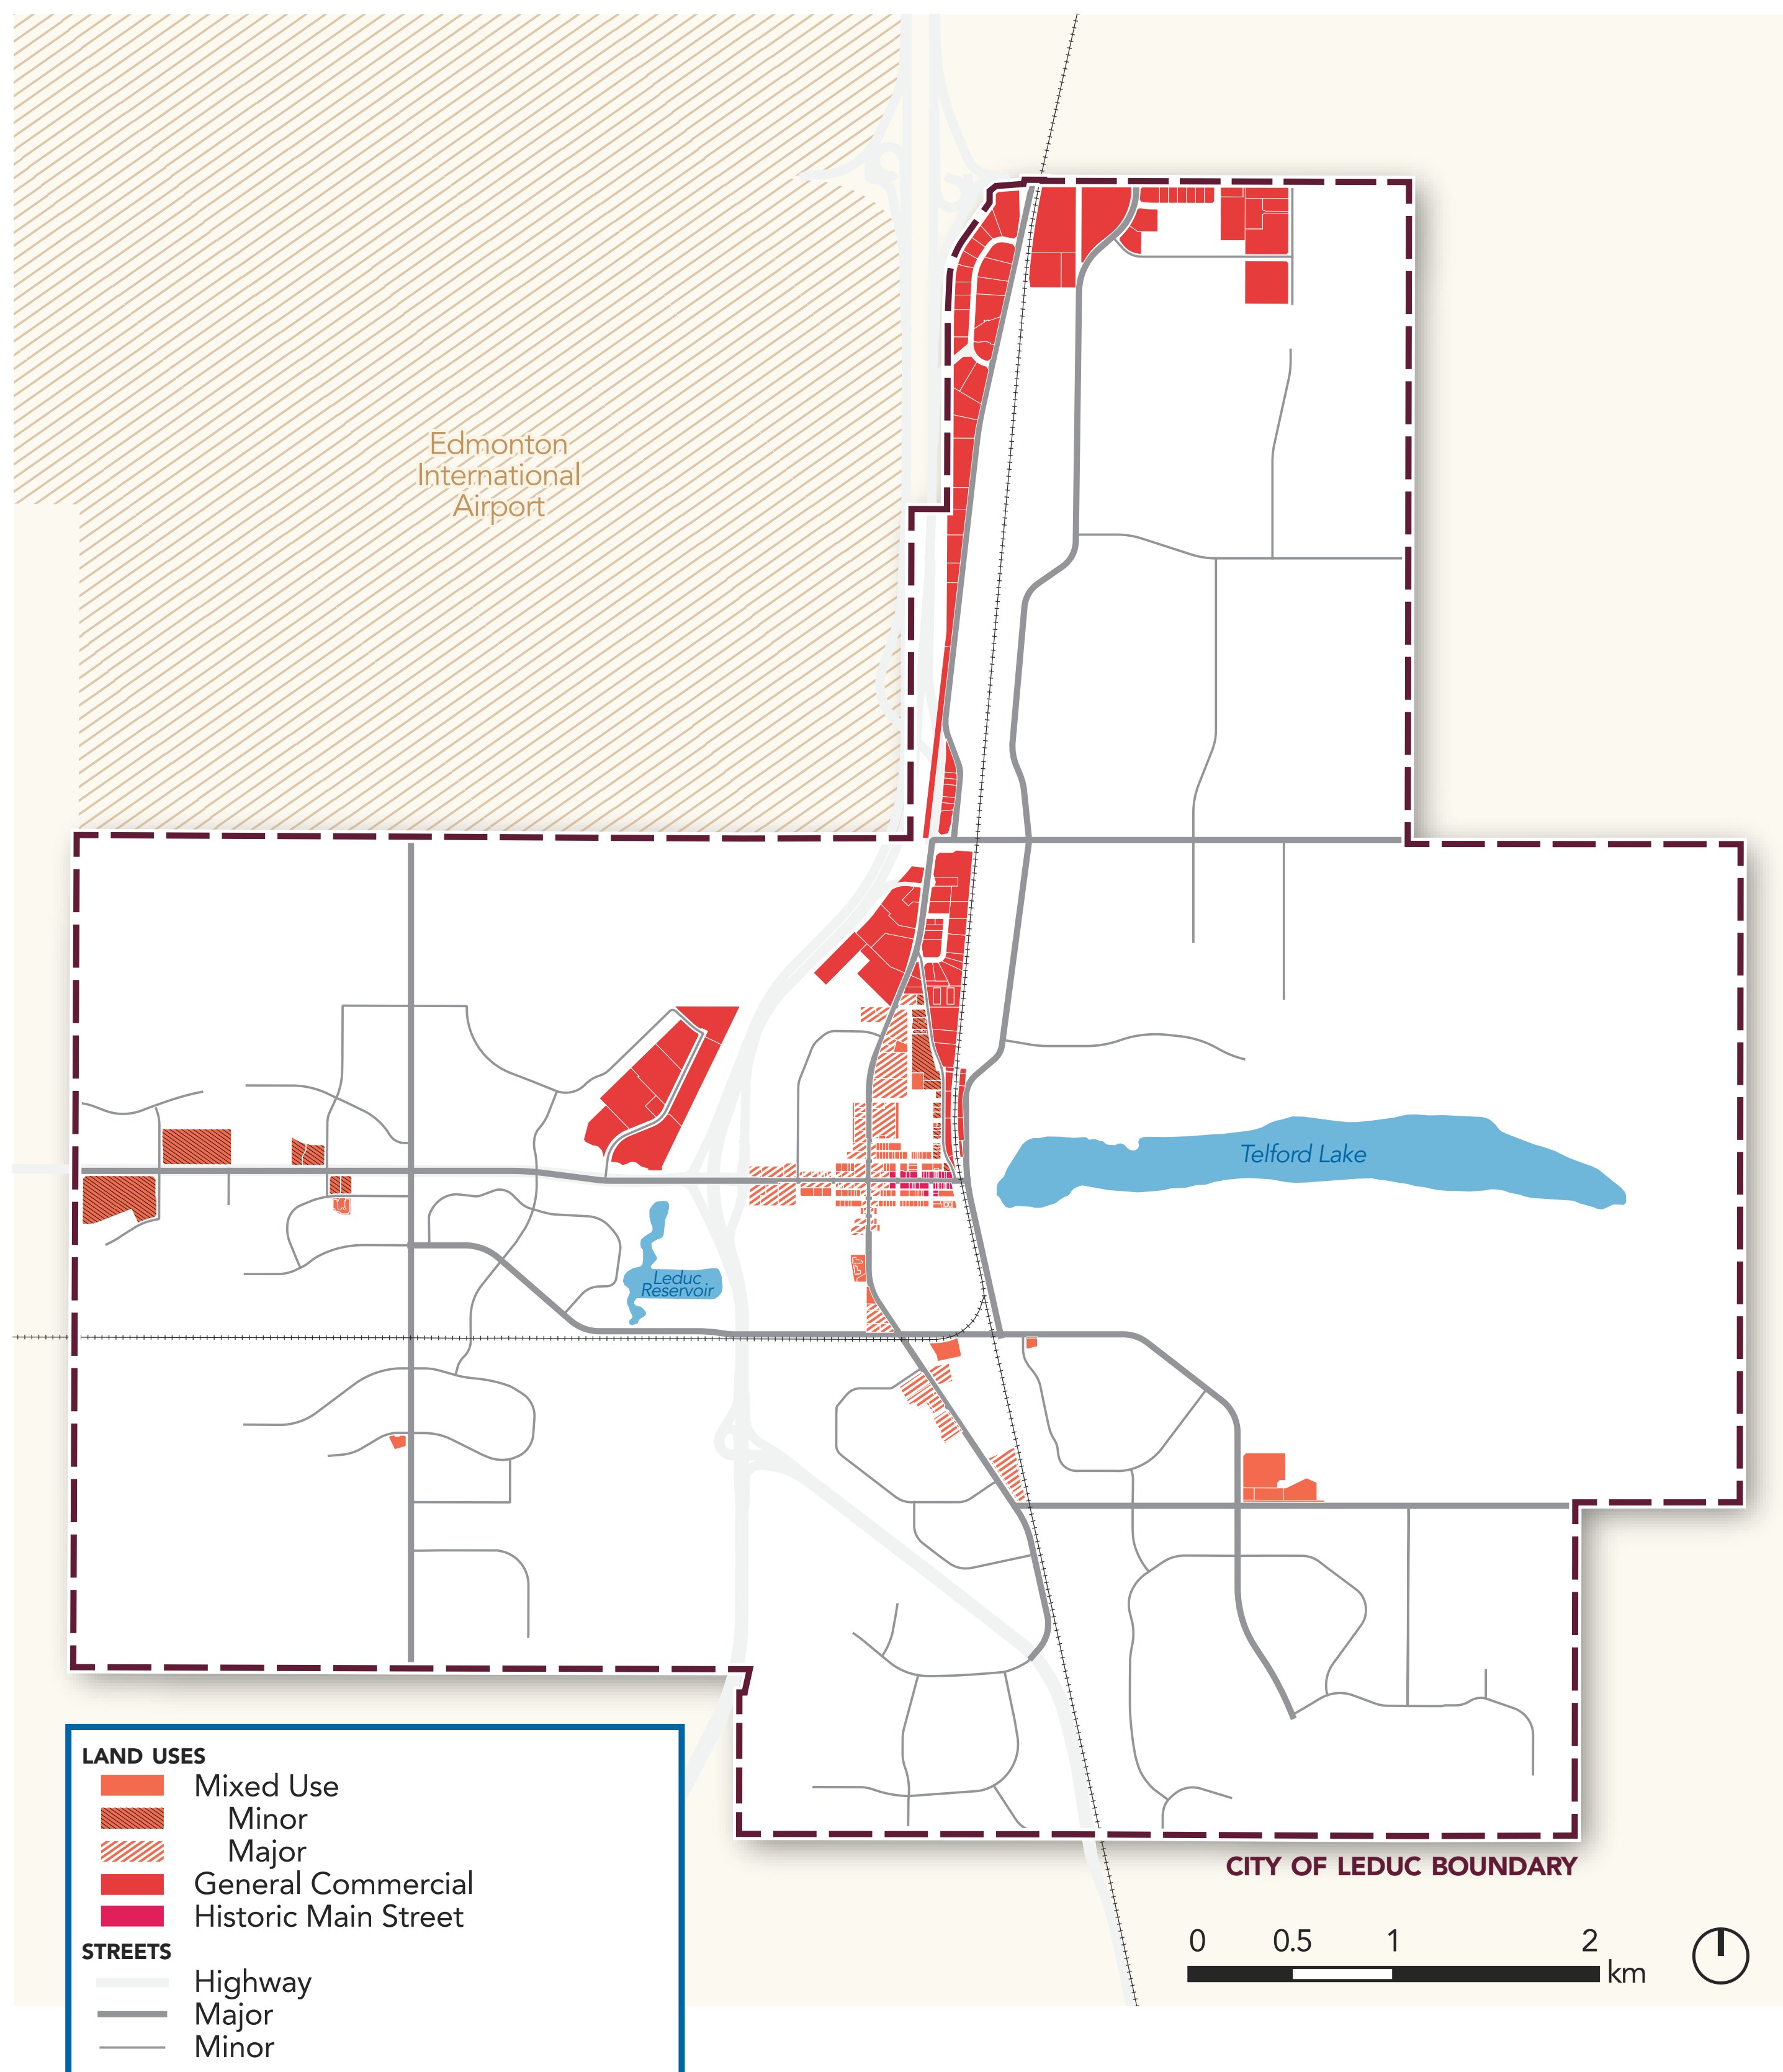 Edmonton
International
Airport
Telford Lake
Leduc
Reservoir
LAND USES
Mixed Use
Minor
Major
General Commercial
Historic Main Street
STREETS
Highway
Major
Minor
CITY OF LEDUC BOUNDARY
0 0.5 1 2
km